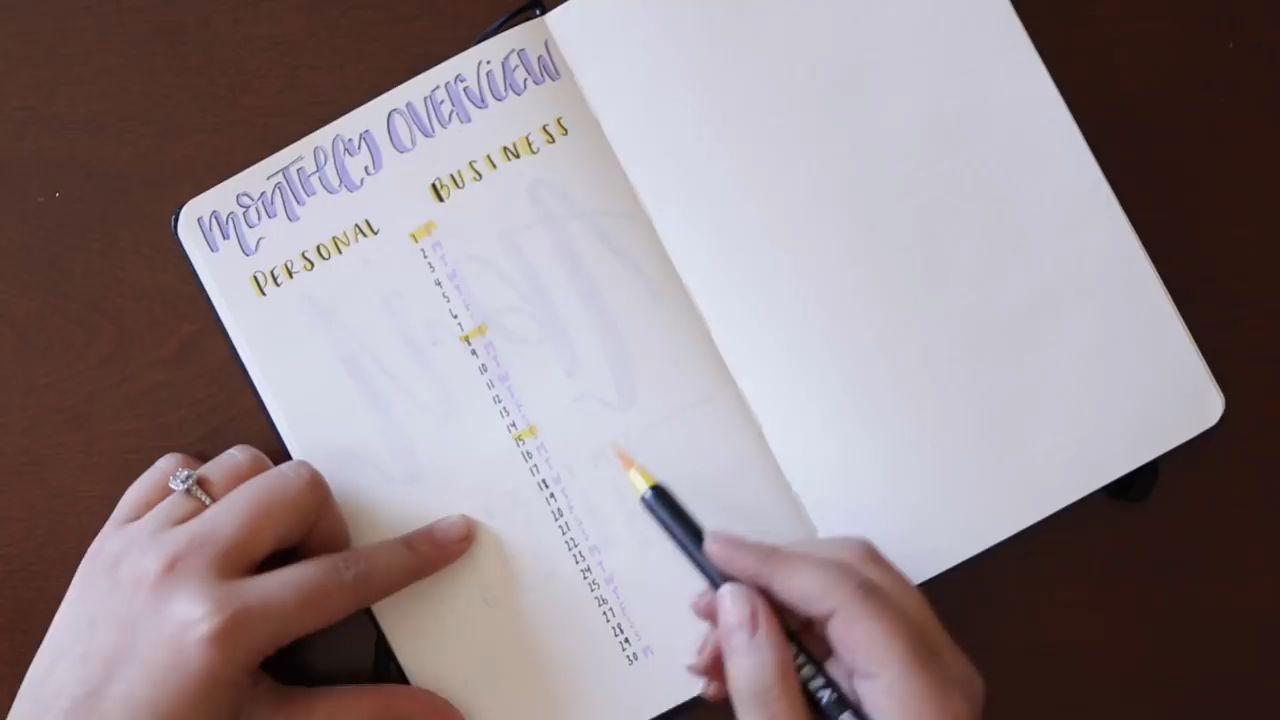 MONTHLY OVERVIEW
PERSONAL
BUSINESS
1 S
2 M
3 T
4 W
5 T
6 F
7 S
8 S
9 M
10 T
11 W
12 T
13 F
14 S
15 S
16 M
17 T
18 W
19 T
20 F
21 S
22 S
23 M
24 T
25 W
26 T
27 F
28 S
29 S
30 M